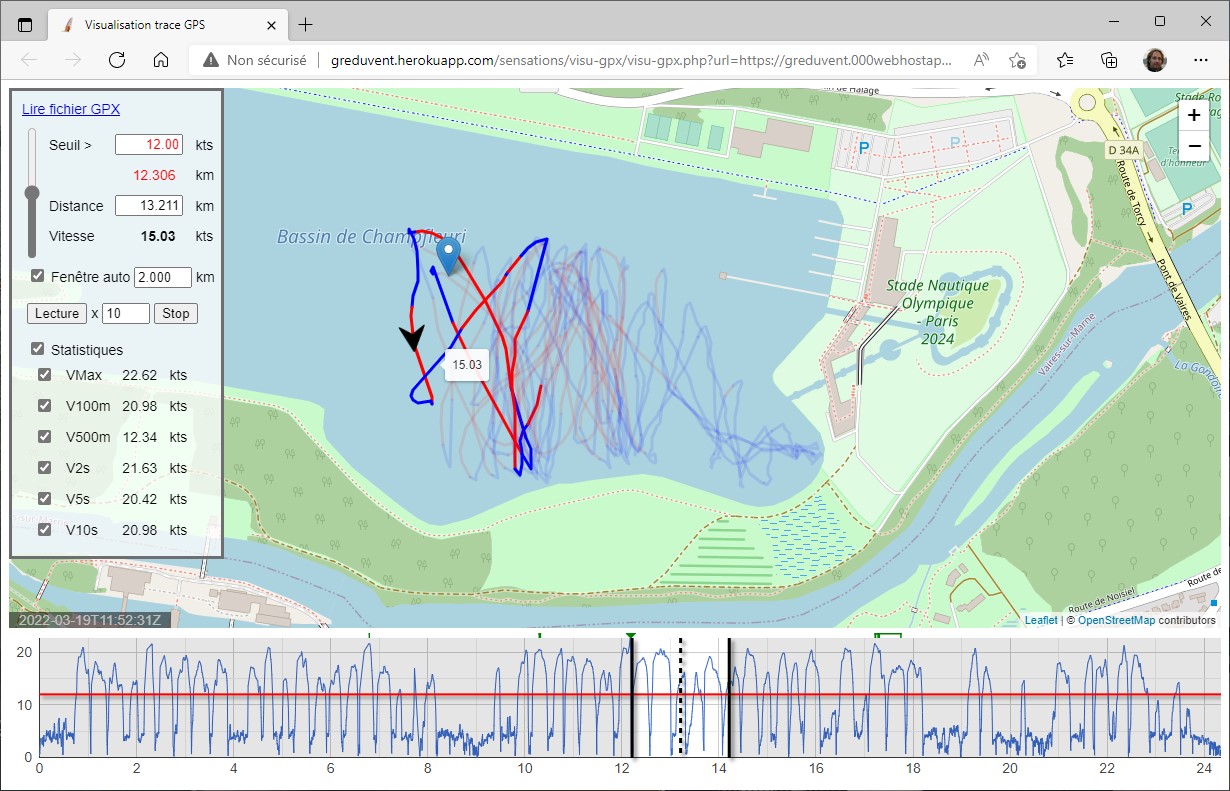 Visualisation trace GPS
Non sécurisé
greduvent.herokuapp.com/sensations/visu-gpx/visu-gpx.php?url=https://greduvent.000webhostap...
Lire fichier GPX
Seuil > 12.00 kts
12.306 km
Distance 13.211 km
Vitesse 15.03 kts
Fenêtre auto 2.000 km
Lecture x 10 Stop
Statistiques
VMax 22.62 kts
V100m 20.98 kts
V500m 12.34 kts
V2s 21.63 kts
V5s 20.42 kts
V10s 20.98 kts
Halage
P
P
Stade
+
−
D 34A
d'honneur
Route de Torcy
P
Pont de Vaires
Bassin de Champfleuri
Stade Nautique
Olympique
- Paris
2024
Vaires-sur-Marne
La Gondoire
15.03
Route de
Route de Noisiel
2022-03-19T11:52:31Z
Leaflet | © OpenStreetMap contributors
20
10
0
0 2 4 6 8 10 12 14 16 18 20 22 24